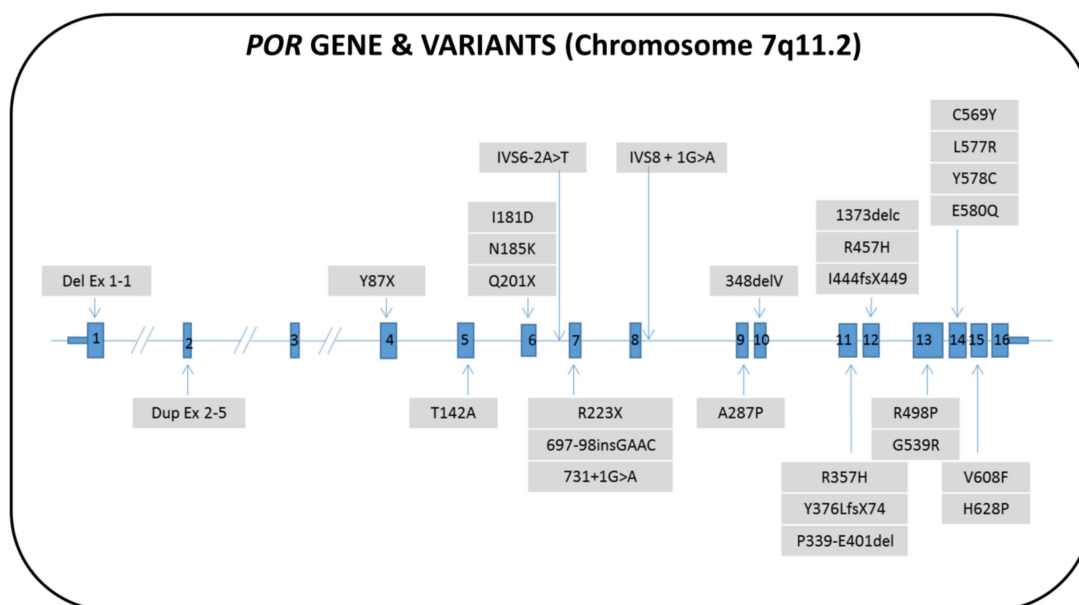 POR GENE & VARIANTS (Chromosome 7q11.2)
C569Y
L577R
Y578C
E580Q
IVS6-2A>T
IVS8 + 1G>A
I181D
N185K
Q201X
1373delc
R457H
I444fsX449
Del Ex 1-1
Y87X
348delV
1
2
3
4
5
6
7
8
9
10
11
12
13
14
15
16
Dup Ex 2-5
T142A
R223X
697-98insGAAC
731+1G>A
A287P
R498P
G539R
R357H
Y376LfsX74
P339-E401del
V608F
H628P